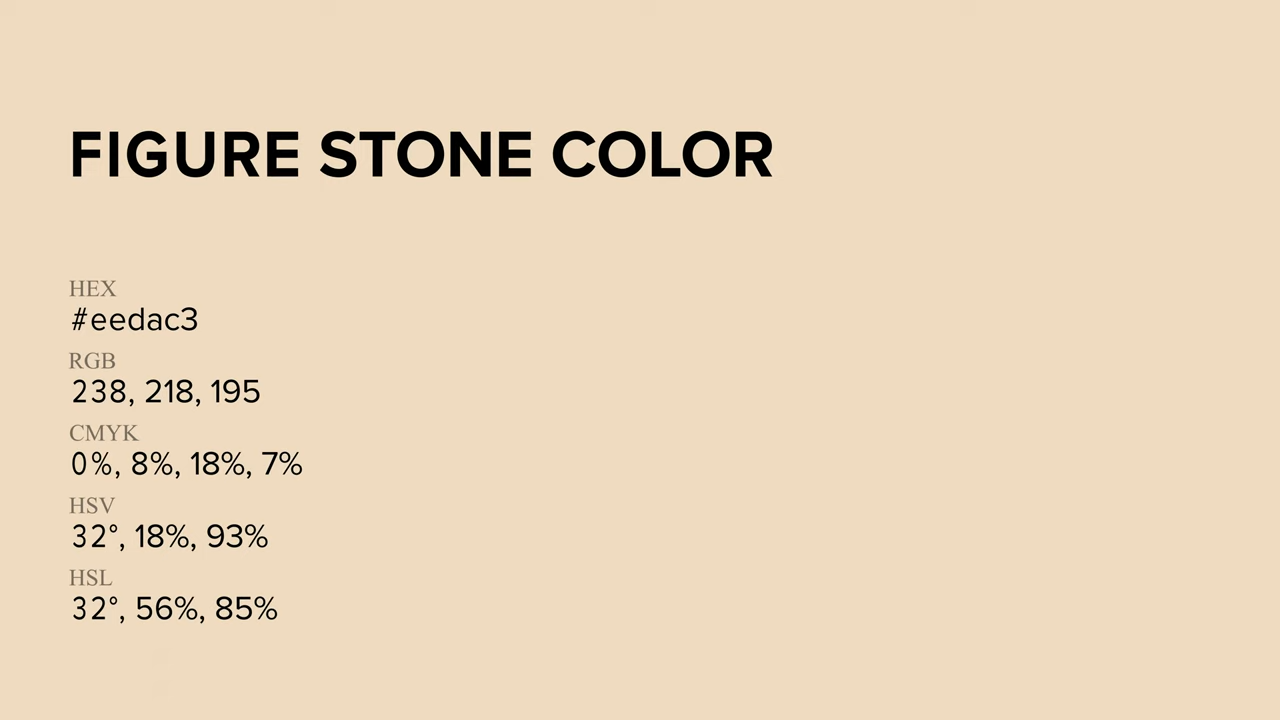 FIGURE STONE COLOR
HEX
#eedac3
RGB
238, 218, 195
CMYK
0%, 8%, 18%, 7%
HSV
32°, 18%, 93%
HSL
32°, 56%, 85%